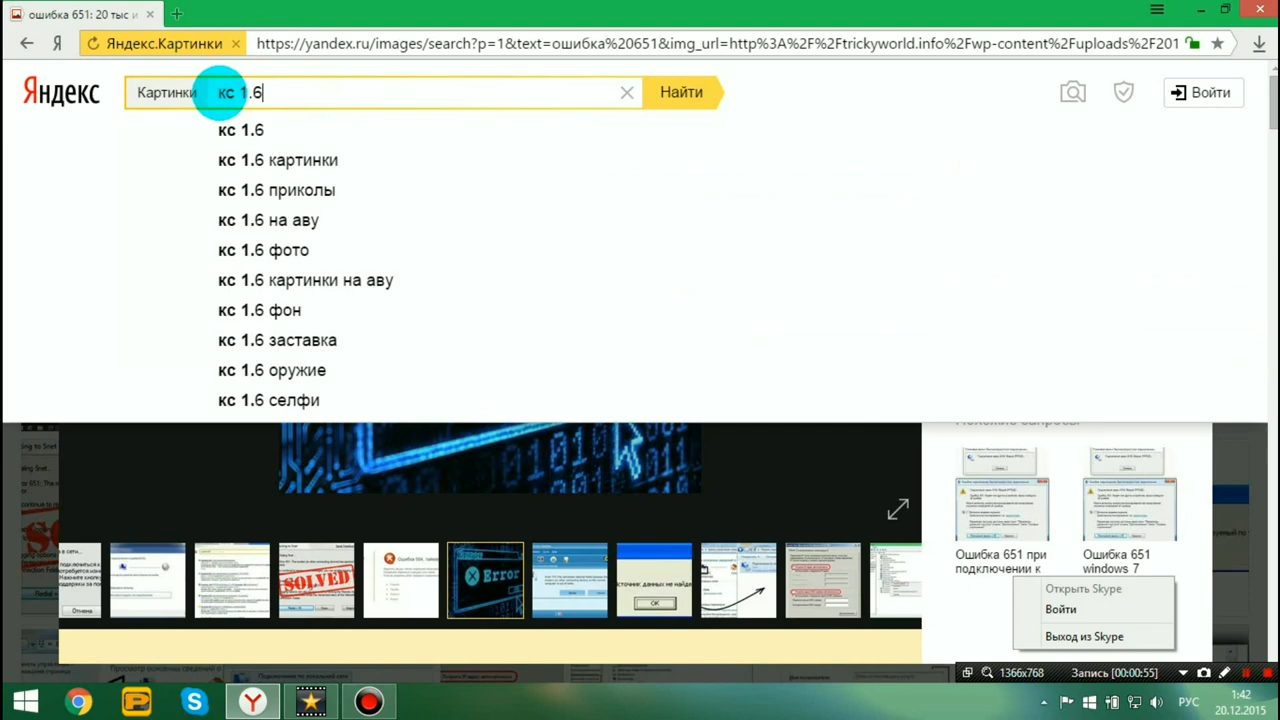 ошибка 651: 20 тыс и
Яндекс.Картинки
https://yandex.ru/images/search?p=1&text=ошибка%20651&img_url=http%3A%2F%2Ftrickyworld.info%2Fwp-content%2Fuploads%2F201
Яндекс
Картинки
кс 1.6
Найти
Войти
кс 1.6
кс 1.6 картинки
кс 1.6 приколы
кс 1.6 на аву
кс 1.6 фото
кс 1.6 картинки на аву
кс 1.6 фон
кс 1.6 заставка
кс 1.6 оружие
кс 1.6 селфи
Отмена
SOLVED
Error
OK
Ошибка 651 при
подключении к
Ошибка 651
windows 7
Открыть Skype
Войти
Выход из Skype
1366x768
Запись [00:00:55]
РУС
1:42
20.12.2015